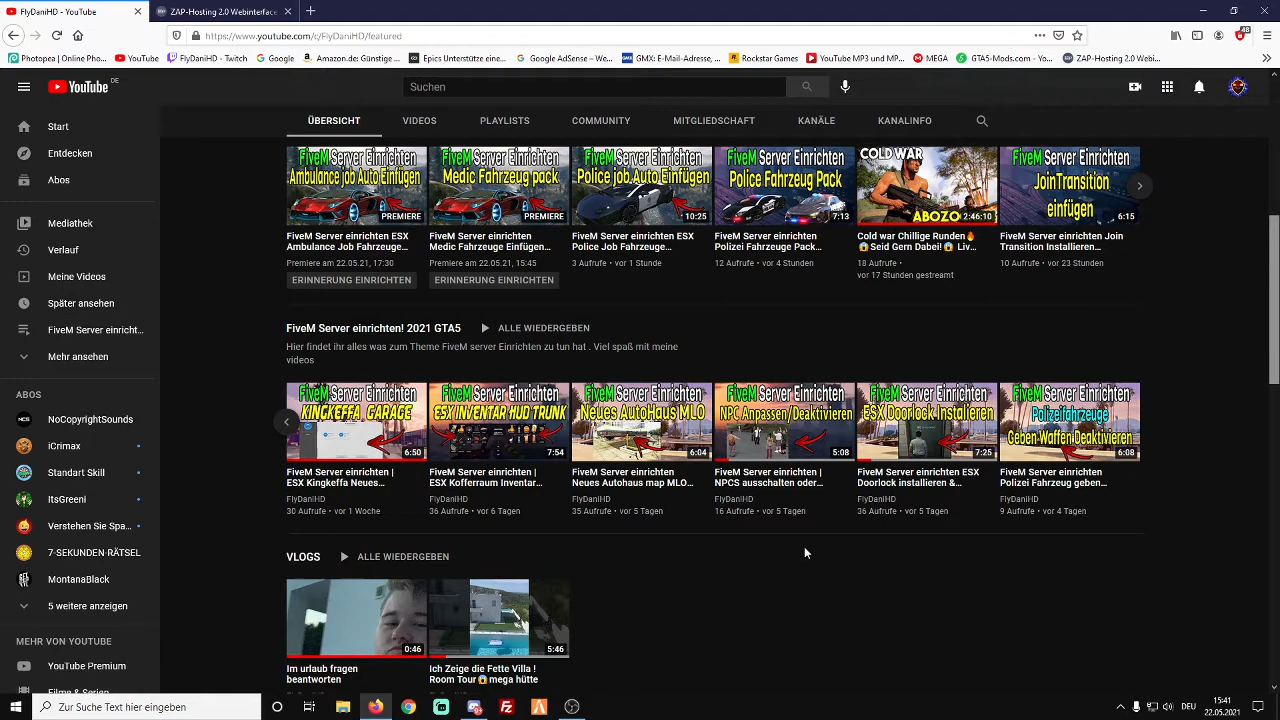 FlyDaniHD - YouTube
ZAP-Hosting 2.0 Webinterface
https://www.youtube.com/c/FlyDaniHD/featured
48
Photopea | Online Pho...
YouTube
FlyDaniHD - Twitch
Google
Amazon.de: Günstige ...
Epics Unterstütze eine...
Google AdSense – We...
GMX: E-Mail-Adresse, ...
Rockstar Games
YouTube MP3 und MP...
MEGA
GTA5-Mods.com - Yo...
ZAP-Hosting 2.0 Webi...
YouTube DE
Suchen
ÜBERSICHT
VIDEOS
PLAYLISTS
COMMUNITY
MITGLIEDSCHAFT
KANÄLE
KANALINFO
Start
Entdecken
Abos
Mediathek
Verlauf
Meine Videos
Später ansehen
FiveM Server einricht...
Mehr ansehen
ABOS
NoCopyrightSounds
iCrimax
Standart Skill
ItsGreeni
Verstehen Sie Spa...
7-SEKUNDEN-RÄTSEL
MontanaBlack
5 weitere anzeigen
MEHR VON YOUTUBE
YouTube Premium
Filme & Serien
FiveM Server Einrichten
Ambulance job Auto Einfügen
PREMIERE
FiveM Server einrichten ESX
Ambulance Job Fahrzeuge...
Premiere am 22.05.21, 17:30
ERINNERUNG EINRICHTEN
FiveM Server Einrichten
Medic Fahrzeug pack
PREMIERE
FiveM Server einrichten
Medic Fahrzeuge Einfügen...
Premiere am 22.05.21, 15:45
ERINNERUNG EINRICHTEN
FiveM Server Einrichten
Police job Auto Einfügen
10:25
FiveM Server einrichten ESX
Police Job Fahrzeuge...
3 Aufrufe • vor 1 Stunde
FiveM Server Einrichten
Police Fahrzeug Pack
7:13
FiveM Server einrichten
Polizei Fahrzeuge Pack...
12 Aufrufe • vor 4 Stunden
COLD WAR
ABOZO
2:46:10
Cold war Chillige Runden🔥
😱Seid Gern Dabei!😱 Liv...
18 Aufrufe •
vor 17 Stunden gestreamt
FiveM Server Einrichten
JoinTransition
einfügen
6:15
FiveM Server einrichten Join
Transition Installieren...
10 Aufrufe • vor 23 Stunden
FiveM Server einrichten! 2021 GTA5
ALLE WIEDERGEBEN
Hier findet ihr alles was zum Theme FiveM server Einrichten zu tun hat . Viel spaß mit meine
videos
FiveM Server Einrichten
KINGKEFFA GARAGE
6:50
FiveM Server einrichten |
ESX Kingkeffa Neues...
FlyDaniHD
30 Aufrufe • vor 1 Woche
FiveM Server Einrichten
ESX INVENTAR HUD TRUNK
7:54
FiveM Server einrichten |
ESX Kofferraum Inventar...
FlyDaniHD
36 Aufrufe • vor 6 Tagen
FiveM Server Einrichten
Neues AutoHaus MLO
6:04
FiveM Server einrichten
Neues Autohaus map MLO...
FlyDaniHD
35 Aufrufe • vor 5 Tagen
FiveM Server Einrichten
NPC Anpassen/Deaktivieren
5:08
FiveM Server einrichten |
NPCS ausschalten oder...
FlyDaniHD
16 Aufrufe • vor 5 Tagen
FiveM Server Einrichten
ESX Doorlock Instalieren
7:25
FiveM Server einrichten ESX
Doorlock installieren &...
FlyDaniHD
36 Aufrufe • vor 5 Tagen
FiveM Server Einrichten
Polizeifahrzeuge
Geben Waffen Deaktivieren
6:08
FiveM Server einrichten
Polizei Fahrzeug geben...
FlyDaniHD
9 Aufrufe • vor 4 Tagen
VLOGS
ALLE WIEDERGEBEN
0:46
Im urlaub fragen
beantworten
5:46
Ich Zeige die Fette Villa !
Room Tour😱mega hütte
Zur Suche Text hier eingeben
DEU
15:41
22.05.2021